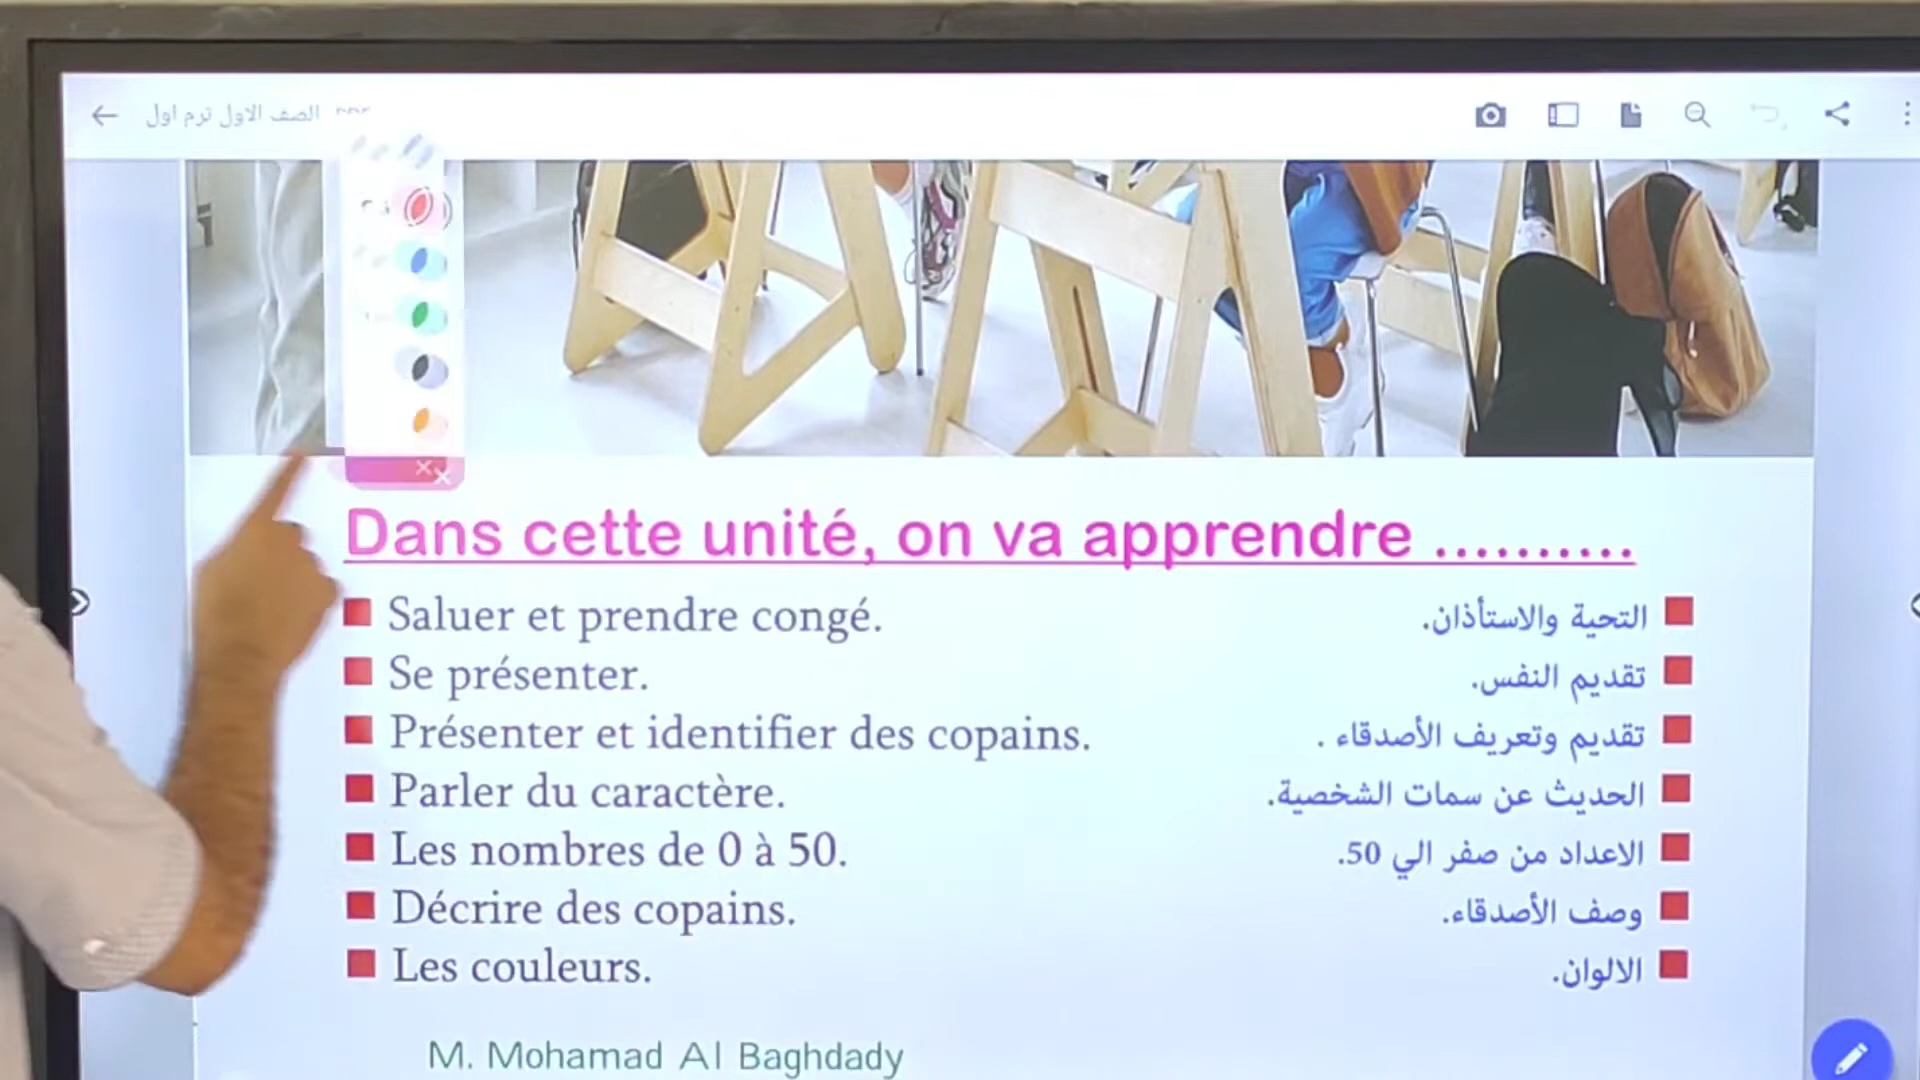 الصف الاول ترم اول
Dans cette unité, on va apprendre ..........
Saluer et prendre congé.
التحية والاستأذان.
Se présenter.
تقديم النفس.
Présenter et identifier des copains.
تقديم وتعريف الأصدقاء .
Parler du caractère.
الحديث عن سمات الشخصية.
Les nombres de 0 à 50.
الاعداد من صفر الي 50.
Décrire des copains.
وصف الأصدقاء.
Les couleurs.
الالوان.
M. Mohamad Al Baghdady